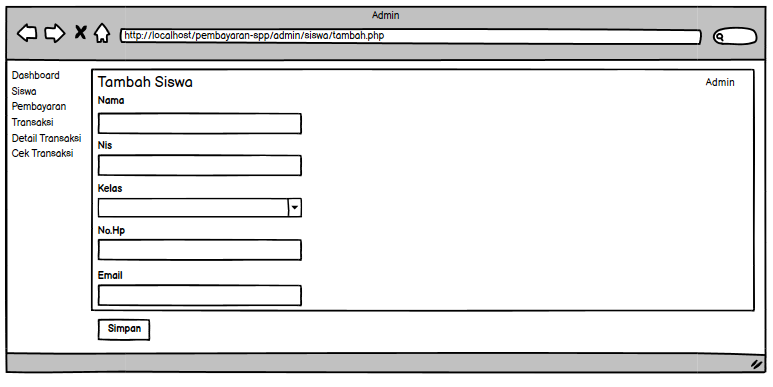 Admin
http://localhost/pembayaran-spp/admin/siswa/tambah.php
Dashboard
Siswa
Pembayaran
Transaksi
Detail Transaksi
Cek Transaksi
Tambah Siswa
Admin
Nama
Nis
Kelas
No.Hp
Email
Simpan